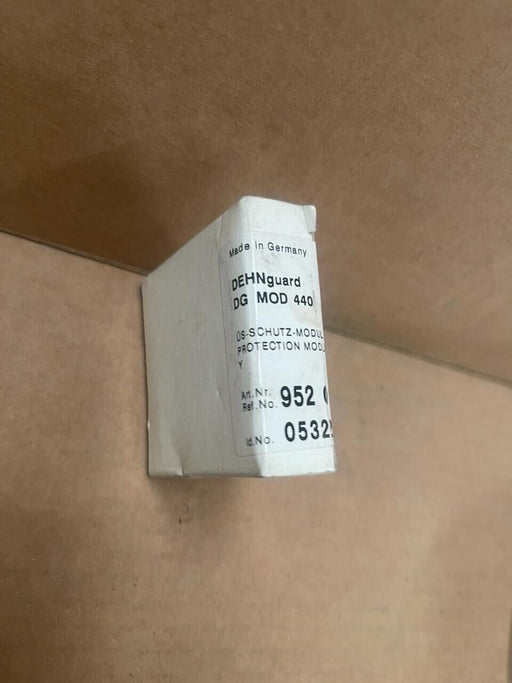 Made in Germany
DEHNguard
DG MOD 440
ÜS-SCHUTZ-MODUL
PROTECTION MODU
Y
Art.Nr.
Ref.No. 952 0
Id.No. 0532